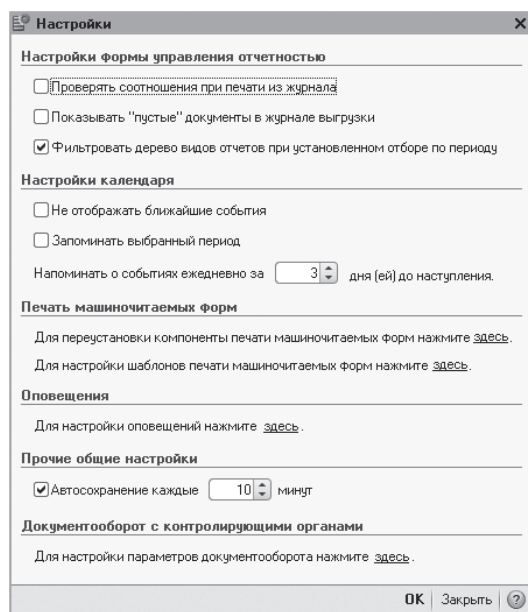 Настройки
Настройки формы управления отчетностью
Проверять соотношения при печати из журнала
Показывать "пустые" документы в журнале выгрузки
Фильтровать дерево видов отчетов при установленном отборе по периоду
Настройки календаря
Не отображать ближайшие события
Запоминать выбранный период
Напоминать о событиях ежедневно за 3 дня (ей) до наступления.
Печать машиночитаемых форм
Для переустановки компоненты печати машиночитаемых форм нажмите здесь.
Для настройки шаблонов печати машиночитаемых форм нажмите здесь.
Оповещения
Для настройки оповещений нажмите здесь.
Прочие общие настройки
Автосохранение каждые 10 минут
Документооборот с контролирующими органами
Для настройки параметров документооборота нажмите здесь.
OK Закрыть ?